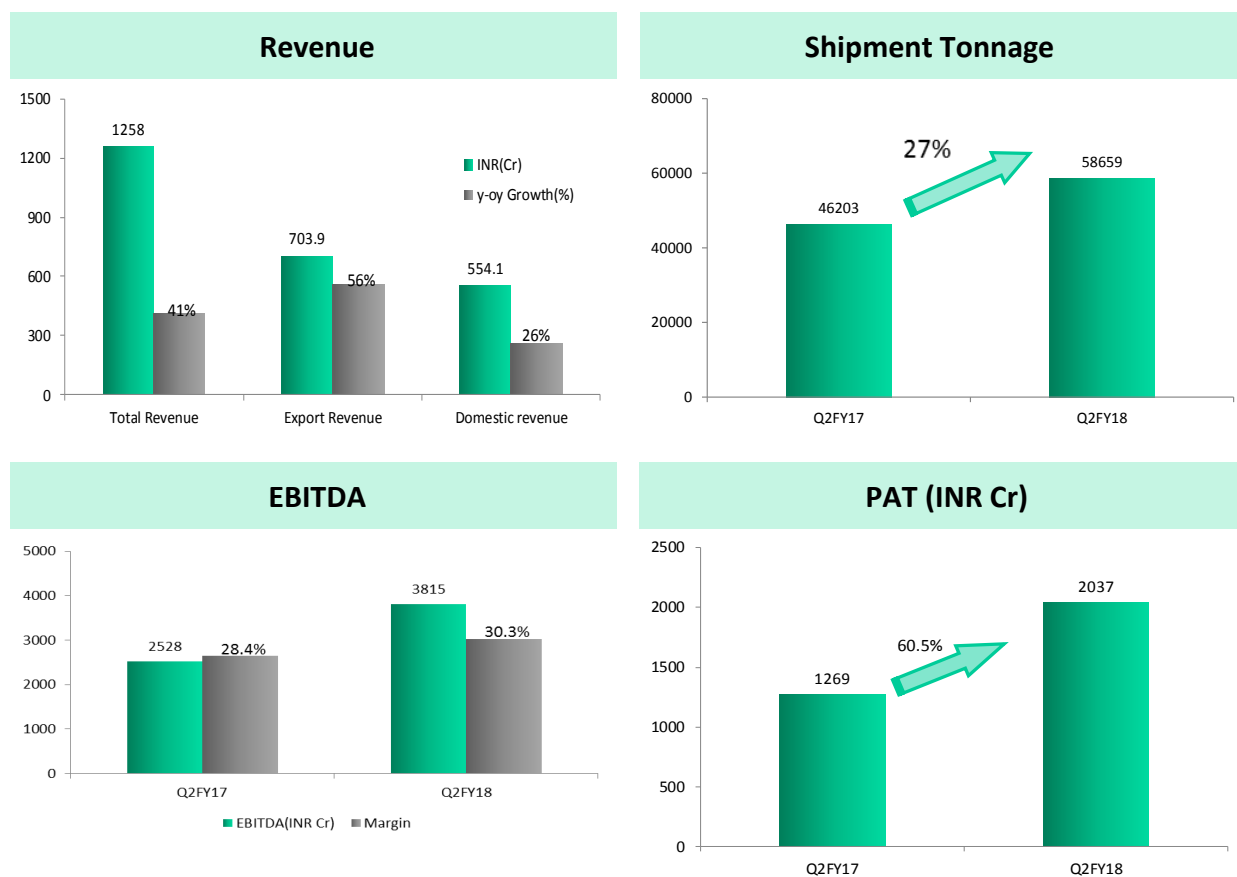 Revenue
1500
1200
900
600
300
0
1258
41%
703.9
56%
554.1
26%
INR(Cr)
y-oy Growth(%)
Total Revenue
Export Revenue
Domestic revenue
Shipment Tonnage
80000
60000
40000
20000
0
46203
27%
58659
Q2FY17
Q2FY18
EBITDA
5000
4000
3000
2000
1000
0
2528
28.4%
3815
30.3%
Q2FY17
Q2FY18
EBITDA(INR Cr)
Margin
PAT (INR Cr)
2500
2000
1500
1000
500
0
1269
60.5%
2037
Q2FY17
Q2FY18